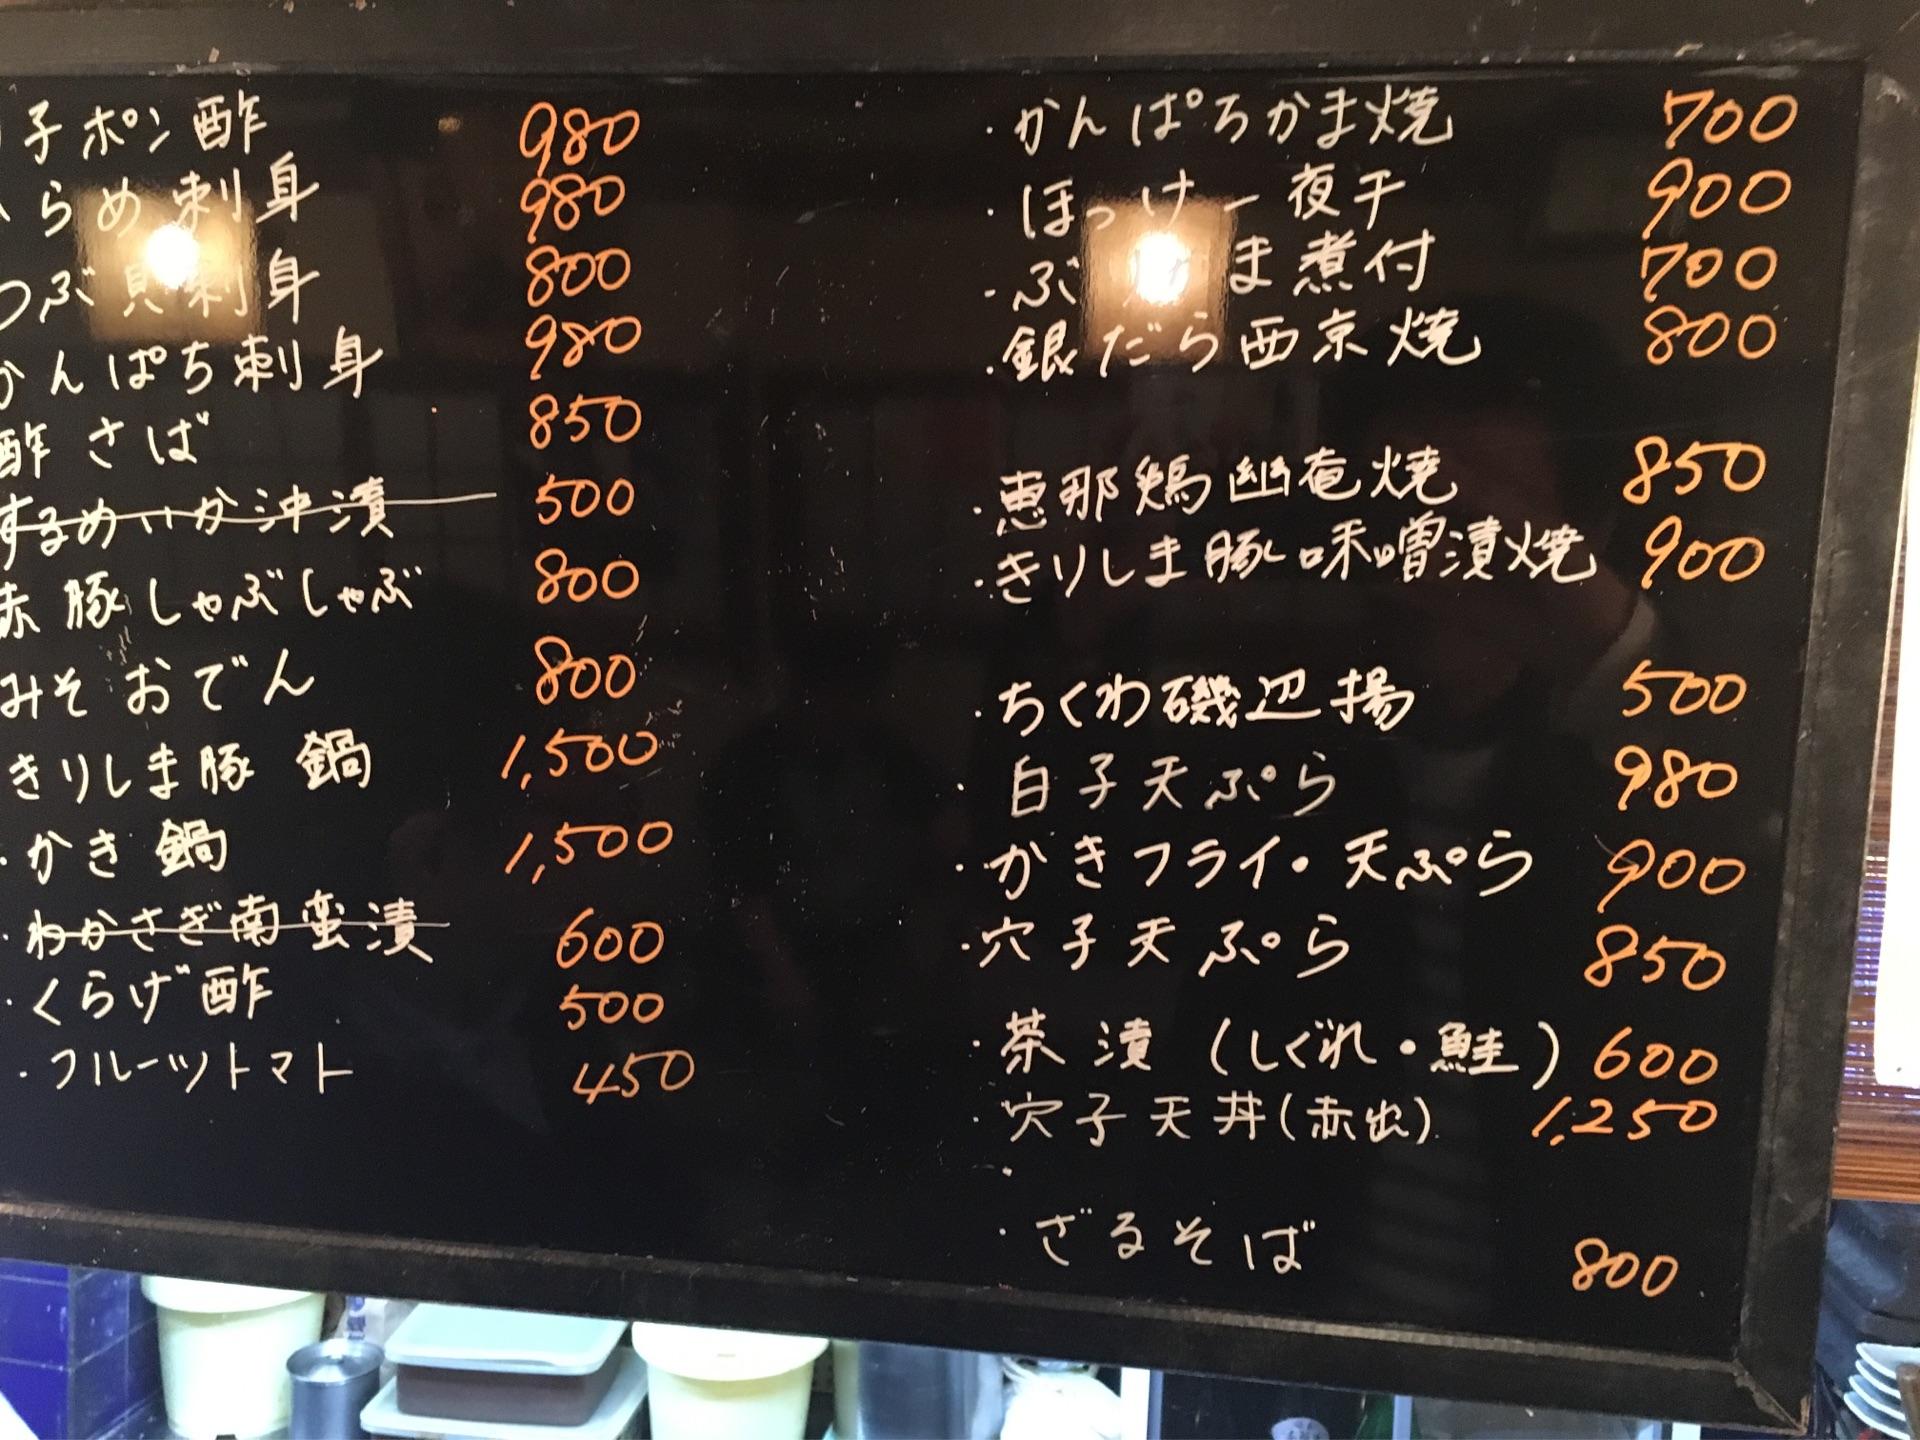 子ポン酢 980
らめ刺身 980
つぶ貝刺身 800
かんぱち刺身 980
酢さば 850
するめいか沖漬 500
豚しゃぶしゃぶ 800
みそおでん 800
きりしま豚鍋 1,500
・かき鍋 1,500
・わかさぎ南蛮漬 600
・くらげ酢 500
・フルーツトマト 450
・かんぱちかま焼 700
・ほっけ一夜干 900
・ぶ ま煮付 700
・銀だら西京焼 800
・恵那鶏幽庵焼 850
・きりしま豚味噌漬焼 900
・ちくわ磯辺揚 500
・白子天ぷら 980
・かきフライ・天ぷら 900
・穴子天ぷら 850
・茶漬(しぐれ・鮭) 600
・穴子天丼(赤出) 1,250
・
・ざるそば 800